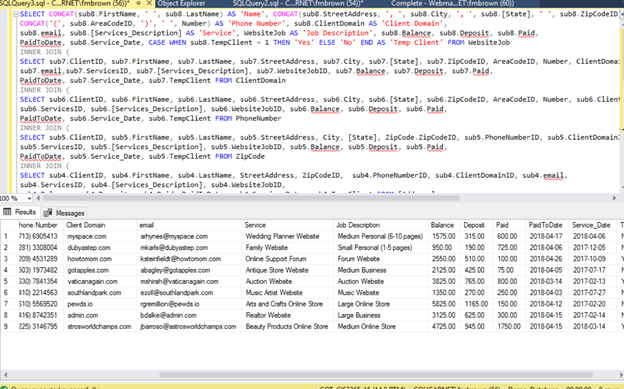 SQLQuery3.sql - C...RNET\fmbrown (56))* Object Explorer SQLQuery2.sql - C...RNET\fmbrown (54))* Complete - Webma...ET\fmbrown (60))
SELECT CONCAT(sub8.FirstName, ' ', sub8.LastName) AS 'Name', CONCAT(sub8.StreetAddress, ', ', sub8.City, ', ', sub8.[State], ' ', sub8.ZipCodeID
CONCAT('(', sub8.AreaCodeID, ')', ' ', Number) AS 'Phone Number', sub8.ClientDomain AS 'Client Domain',
sub8.email, sub8.[Services_Description] AS 'Service', WebsiteJob AS 'Job Description', sub8.Balance, sub8.Deposit, sub8.Paid,
PaidToDate, sub8.Service_Date, CASE WHEN sub8.TempClient = 1 THEN 'Yes' ELSE 'No' END AS 'Temp Client' FROM WebsiteJob
INNER JOIN (
SELECT sub7.ClientID, sub7.FirstName, sub7.LastName, sub7.StreetAddress, sub7.City, sub7.[State], sub7.ZipCodeID, AreaCodeID, Number, ClientDoma
sub7.email,sub7.ServicesID, sub7.[Services_Description], sub7.WebsiteJobID, sub7.Balance, sub7.Deposit, sub7.Paid,
PaidToDate, sub7.Service_Date, sub7.TempClient FROM ClientDomain
INNER JOIN (
SELECT sub6.ClientID, sub6.FirstName, sub6.LastName, sub6.StreetAddress, sub6.City, sub6.[State], sub6.ZipCodeID, AreaCodeID, Number, sub6.Clien
sub6.ServicesID, sub6.[Services_Description], sub6.WebsiteJobID, sub6.Balance, sub6.Deposit, sub6.Paid,
PaidToDate, sub6.Service_Date, sub6.TempClient FROM PhoneNumber
INNER JOIN (
SELECT sub5.ClientID, sub5.FirstName, sub5.LastName, sub5.StreetAddress, City, [State], ZipCode.ZipCodeID, sub5.PhoneNumberID, sub5.ClientDomainI
sub5.ServicesID, sub5.[Services_Description], sub5.WebsiteJobID, sub5.Balance, sub5.Deposit, sub5.Paid,
PaidToDate, sub5.Service_Date, sub5.TempClient FROM ZipCode
INNER JOIN (
SELECT sub4.ClientID, sub4.FirstName, sub4.LastName, StreetAddress, ZipCodeID, sub4.PhoneNumberID, sub4.ClientDomainID, sub4.email,
sub4.ServicesID, sub4.[Services_Description], sub4.WebsiteJobID,
100 %
Results Messages
hone Number Client Domain email Service Job Description Balance Deposit Paid PaidToDate Service_Date T
1 713) 6905413 myspace.com arhynes@myspace.com Wedding Planner Website Medium Personal (6-10 pages) 1575.00 315.00 600.00 2018-04-17 2018-04-06
2 281) 3308004 dubyastep.com mkarls@dubyastep.com Family Website Small Personal (1-5 pages) 950.00 190.00 725.00 2018-04-06 2017-12-05
3 209) 4531289 howtomom.com ksteinfeldt@howtomom.com Online Support Forum Forum Website 2550.00 510.00 100.00 2018-04-26 2017-10-09
4 503) 1973482 gotapples.com abagley@gotapples.com Antique Store Website Medium Business 2125.00 425.00 75.00 2018-04-05 2017-07-17
5 330) 7841354 vaticanagain.com mshirah@vaticanagain.com Auction Website Auction Website 3825.00 765.00 800.00 2018-03-14 2017-02-13
6 410) 2214563 southlandpark.com ezoll@southlandpark.com Music Artist Website Music Website 1350.00 270.00 250.00 2018-04-03 2017-07-27
7 310) 5569520 pewds.io rgremillion@pewds.io Arts and Crafts Online Store Large Online Store 5825.00 1165.00 150.00 2018-04-12 2017-02-20
8 416) 8742351 admin.com bdalke@admin.com Realtor Website Large Business 3125.00 625.00 300.00 2018-04-15 2017-02-14
9 225) 3146795 strosworldchamps.com jbarroso@astrosworldchamps.com Beauty Products Online Store Medium Online Store 4725.00 945.00 1750.00 2018-04-15 2018-03-14